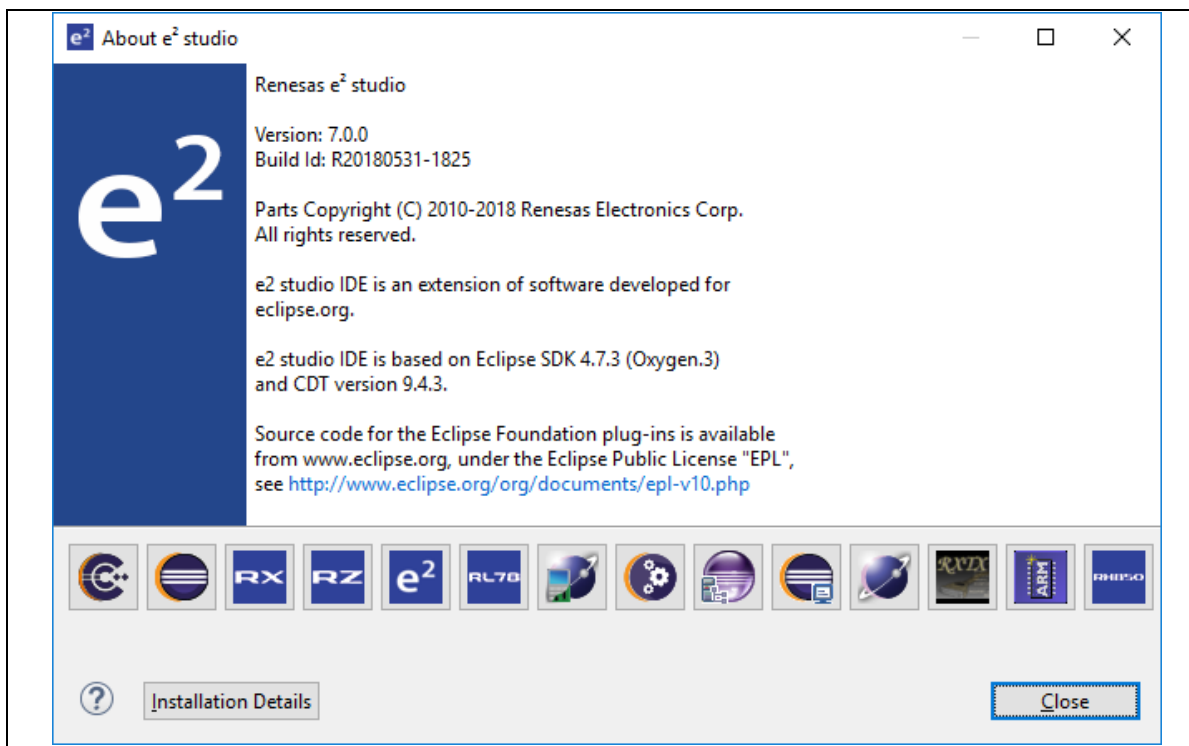 e² About e² studio
e²
Renesas e² studio
Version: 7.0.0
Build Id: R20180531-1825
Parts Copyright (C) 2010-2018 Renesas Electronics Corp.
All rights reserved.
e2 studio IDE is an extension of software developed for
eclipse.org.
e2 studio IDE is based on Eclipse SDK 4.7.3 (Oxygen.3)
and CDT version 9.4.3.
Source code for the Eclipse Foundation plug-ins is available
from www.eclipse.org, under the Eclipse Public License "EPL",
see http://www.eclipse.org/org/documents/epl-v10.php
C RX RZ e² RL78 RXTX ARM RH850
? Installation Details Close